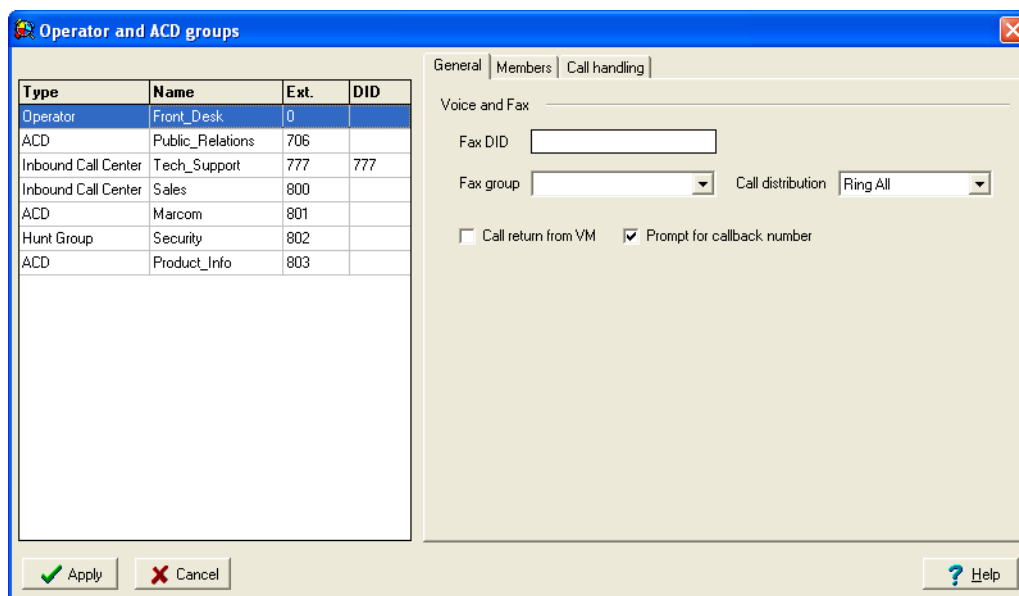 Operator and ACD groups
General Members Call handling
Type Name Ext. DID
Operator Front_Desk 0
ACD Public_Relations 706
Inbound Call Center Tech_Support 777 777
Inbound Call Center Sales 800
ACD Marcom 801
Hunt Group Security 802
ACD Product_Info 803
Voice and Fax
Fax DID
Fax group Call distribution Ring All
Call return from VM Prompt for callback number
Apply Cancel Help